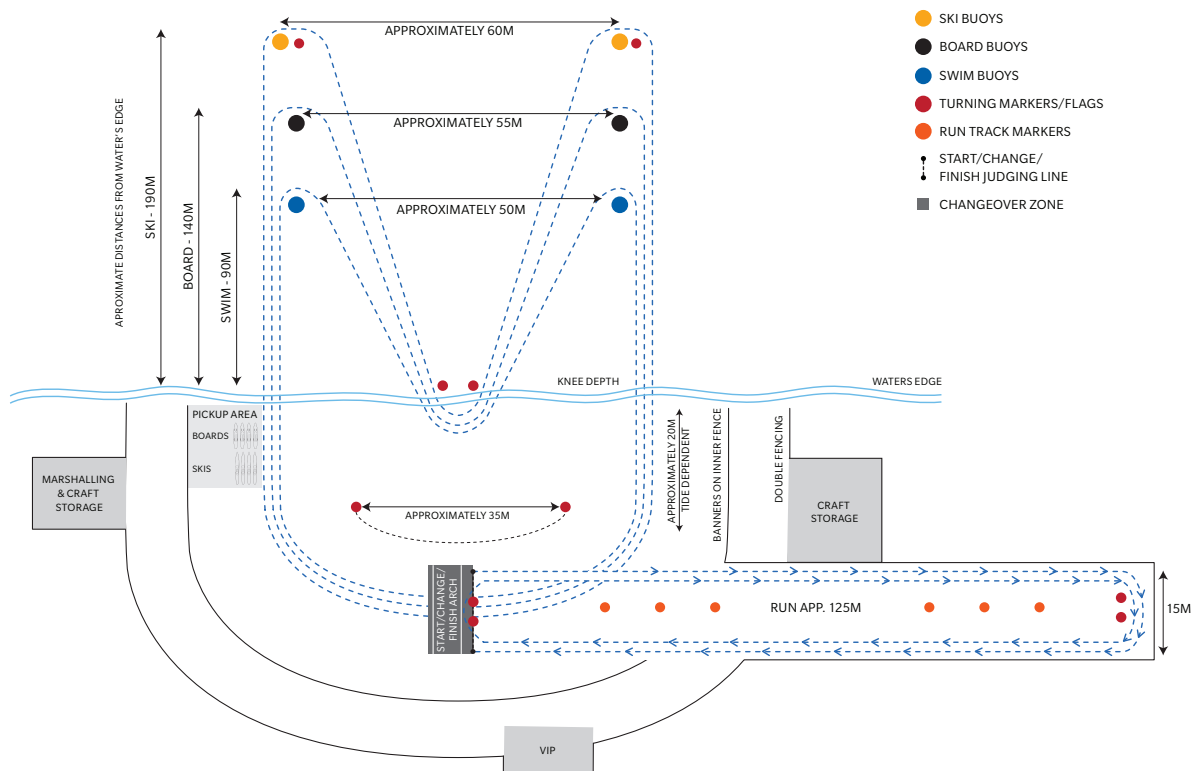 APPROXIMATELY 60M
SKI BUOYS
BOARD BUOYS
SWIM BUOYS
TURNING MARKERS/FLAGS
RUN TRACK MARKERS
START/CHANGE/
FINISH JUDGING LINE
CHANGEOVER ZONE
APPROXIMATELY 55M
APPROXIMATELY 50M
APROXIMATE DISTANCES FROM WATER'S EDGE
SKI - 190M
BOARD - 140M
SWIM - 90M
KNEE DEPTH
WATERS EDGE
PICKUP AREA
BOARDS
SKIS
MARSHALLING
& CRAFT
STORAGE
APPROXIMATELY 35M
APPROXIMATELY 20M
TIDE DEPENDENT
BANNERS ON INNER FENCE
DOUBLE FENCING
CRAFT
STORAGE
START/CHANGE/
FINISH ARCH
RUN APP. 125M
15M
VIP